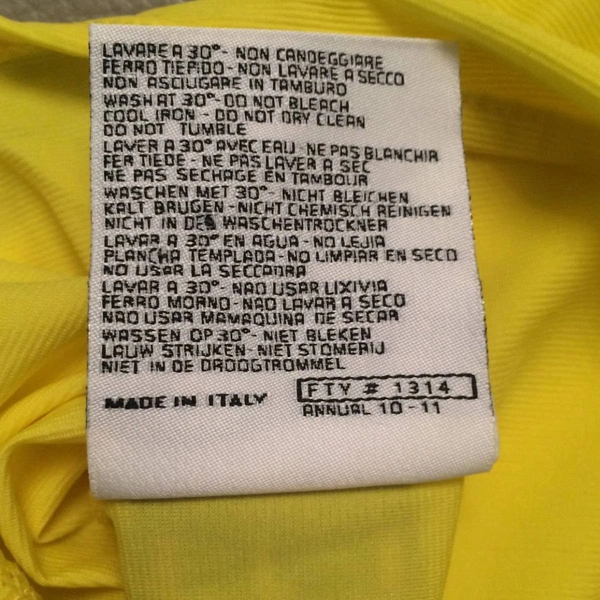 LAVARE A 30°- NON CANDEGGIARE
FERRO TIEPIDO - NON LAVARE A SECCO
NON ASCIUGARE IN TAMBURO
WASH AT 30°- DO NOT BLEACH
COOL IRON - DO NOT DRY CLEAN
DO NOT TUMBLE
LAVER A 30° AVEC EAU - NE PAS BLANCHIR
FER TIEDE - NE PAS LAVER A SEC
NE PAS SECHAGE EN TAMBOUR
WASCHEN MET 30°- NICHT BLEICHEN
KALT BRUGEN - NICHT CHEMISCH REINIGEN
NICHT IN DER WASCHENTROCKNER
LAVAR A 30° EN AGUA - NO LEJIA
PLANCHA TEMPLADA - NO LIMPIAR EN SECO
NO USAR LA SECCADRA
LAVAR A 30°- NAO USAR LIXIVIA
FERRO MORNO - NAO LAVAR A SECO
NAO USAR MAMAQUINA DE SECAR
WASSEN OP 30°- NIET BLEKEN
LAUW STRIJKEN - NIET STOMERIJ
NIET IN DE DROOGTROMMEL
MADE IN ITALY
FTY # 1314
ANNUAL 10 - 11